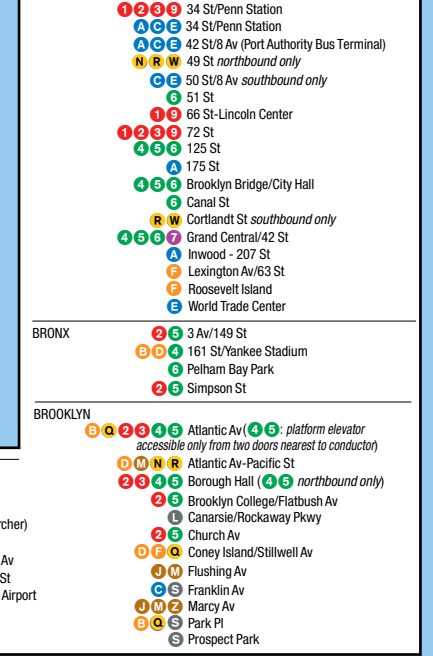 1 2 3 9 34 St/Penn Station
A C E 34 St/Penn Station
A C E 42 St/8 Av (Port Authority Bus Terminal)
N R W 49 St northbound only
C E 50 St/8 Av southbound only
6 51 St
1 9 66 St-Lincoln Center
1 2 3 9 72 St
4 5 6 125 St
A 175 St
4 5 6 Brooklyn Bridge/City Hall
6 Canal St
R W Cortlandt St southbound only
4 5 6 7 Grand Central/42 St
A Inwood - 207 St
F Lexington Av/63 St
F Roosevelt Island
E World Trade Center
BRONX 2 5 3 Av/149 St
B D 4 161 St/Yankee Stadium
6 Pelham Bay Park
2 5 Simpson St
BROOKLYN
B Q 2 3 4 5 Atlantic Av (4 5: platform elevator
accessible only from two doors nearest to conductor)
D M N R Atlantic Av-Pacific St
2 3 4 5 Borough Hall (4 5 northbound only)
2 5 Brooklyn College/Flatbush Av
L Canarsie/Rockaway Pkwy
2 5 Church Av
D F Q Coney Island/Stillwell Av
J M Flushing Av
C S Franklin Av
J M Z Marcy Av
B Q S Park Pl
S Prospect Park
rcher)
Av
St
Airport